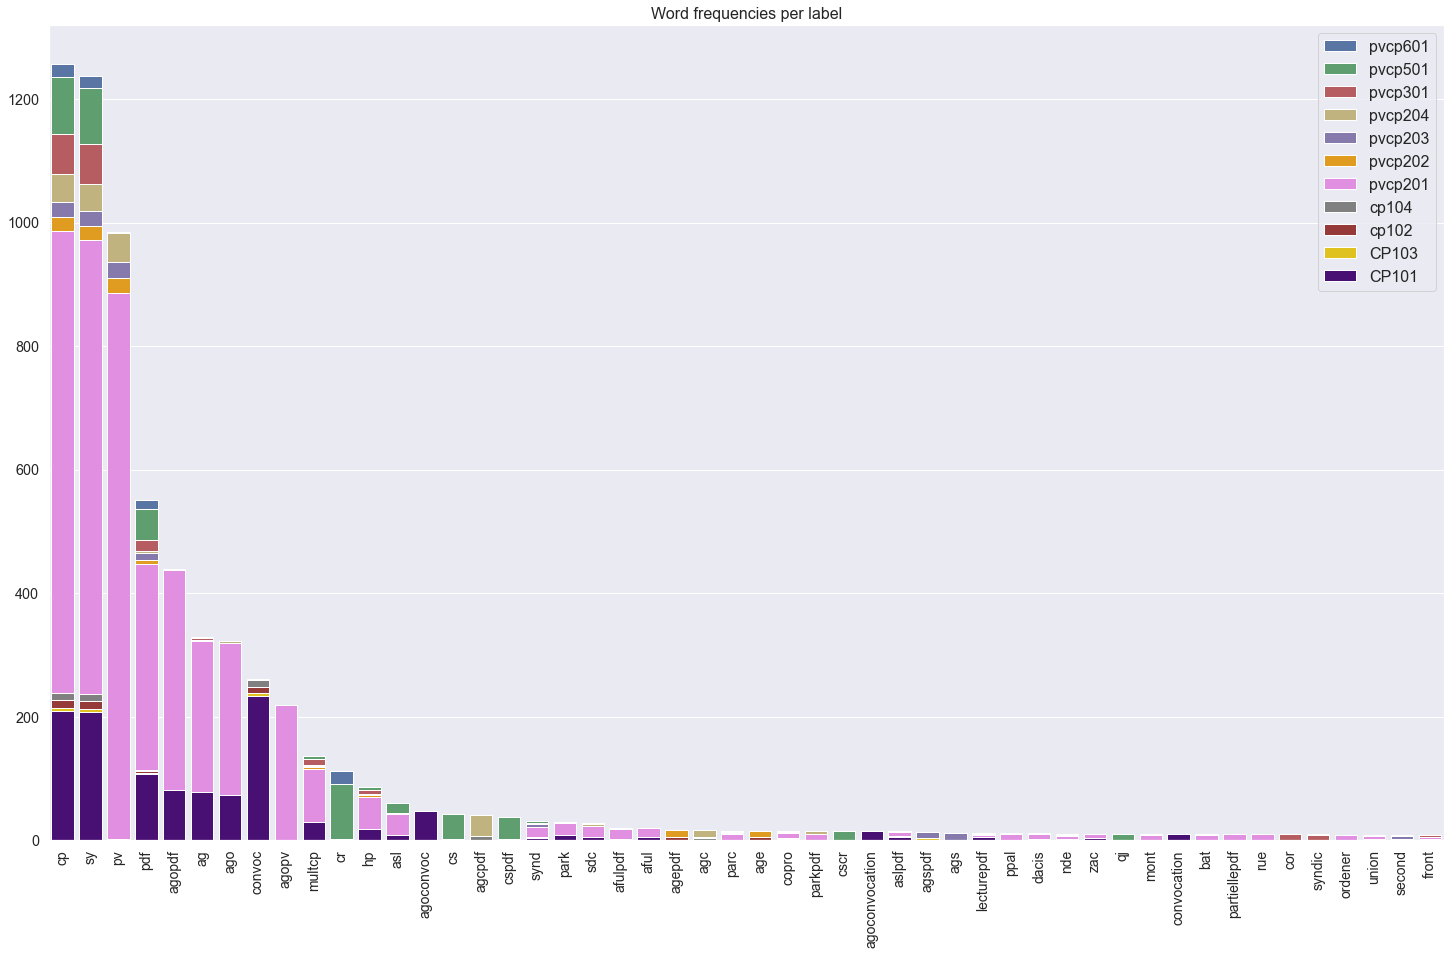 Word frequencies per label
pvcp601
pvcp501
pvcp301
pvcp204
pvcp203
pvcp202
pvcp201
cp104
cp102
CP103
CP101
1200
1000
800
600
400
200
0
cp
sy
pv
pdf
agopdf
ag
ago
convoc
agopv
multcp
cr
hp
asl
agoconvoc
cs
agcpdf
cspdf
synd
park
sdc
afulpdf
aful
agepdf
agc
parc
age
copro
parkpdf
cscr
agoconvocation
aslpdf
agspdf
ags
lecturepdf
ppal
dacis
nde
zac
qj
mont
convocation
bat
partiellepdf
rue
cor
syndic
ordener
union
second
front